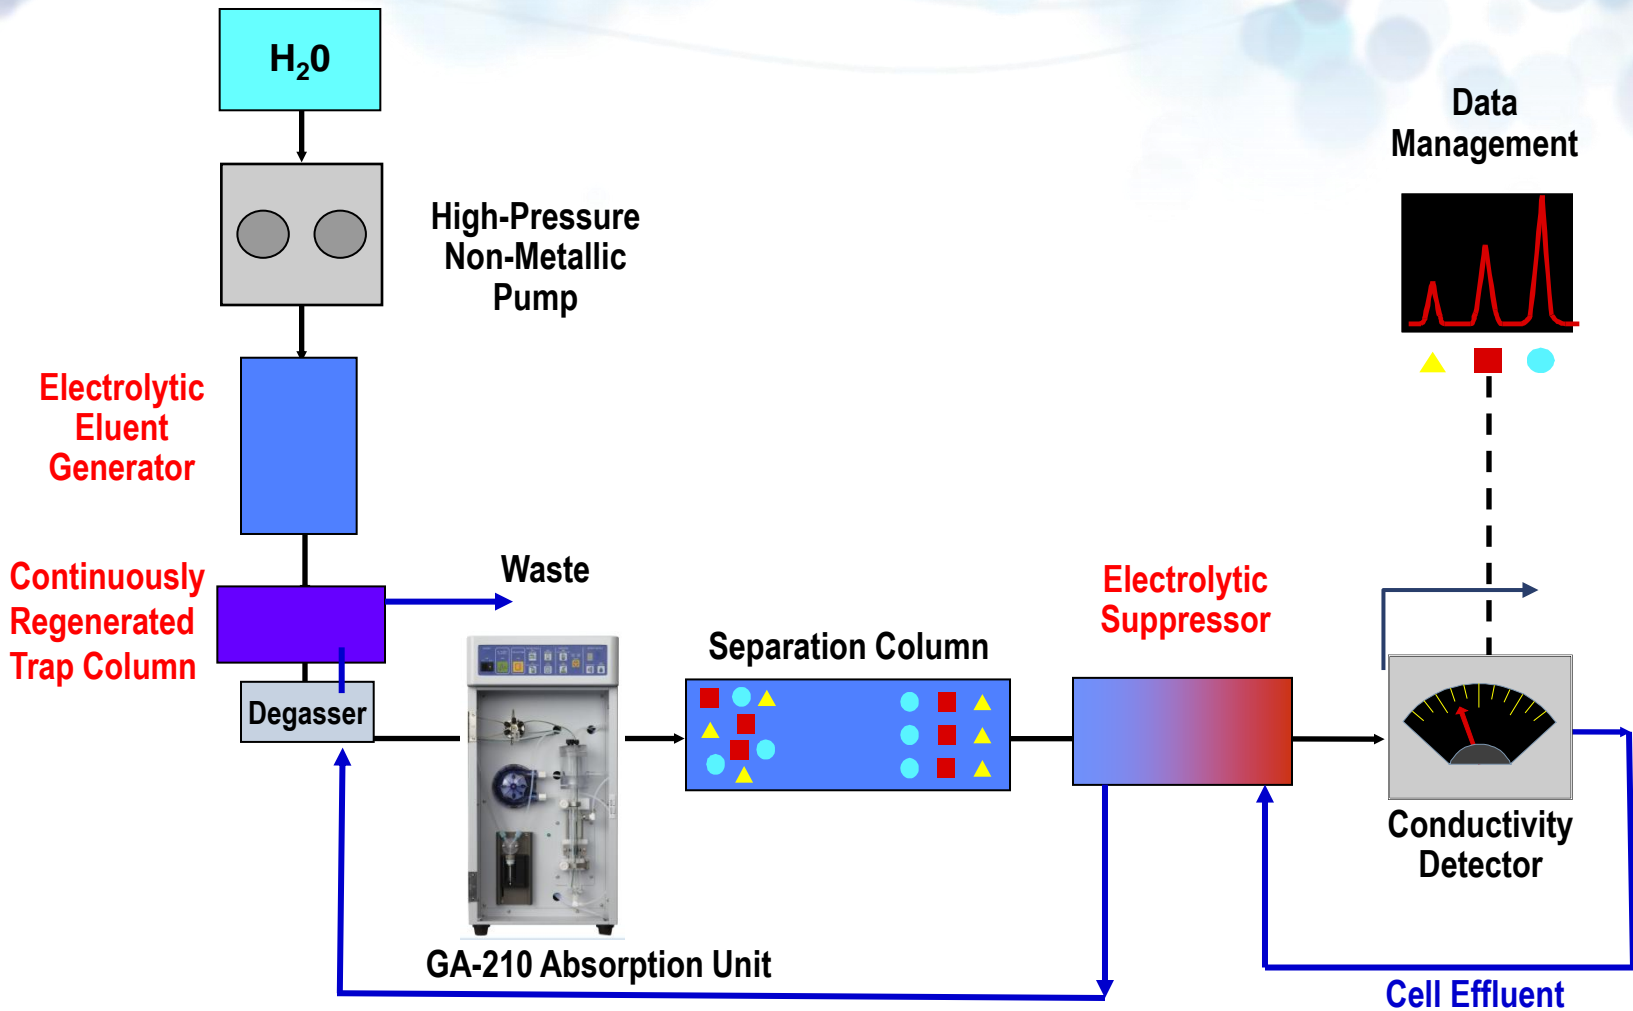 H₂0
High-Pressure
Non-Metallic
Pump
Electrolytic
Eluent
Generator
Continuously
Regenerated
Trap Column
Waste
Degasser
GA-210 Absorption Unit
Separation Column
Electrolytic
Suppressor
Data
Management
Conductivity
Detector
Cell Effluent